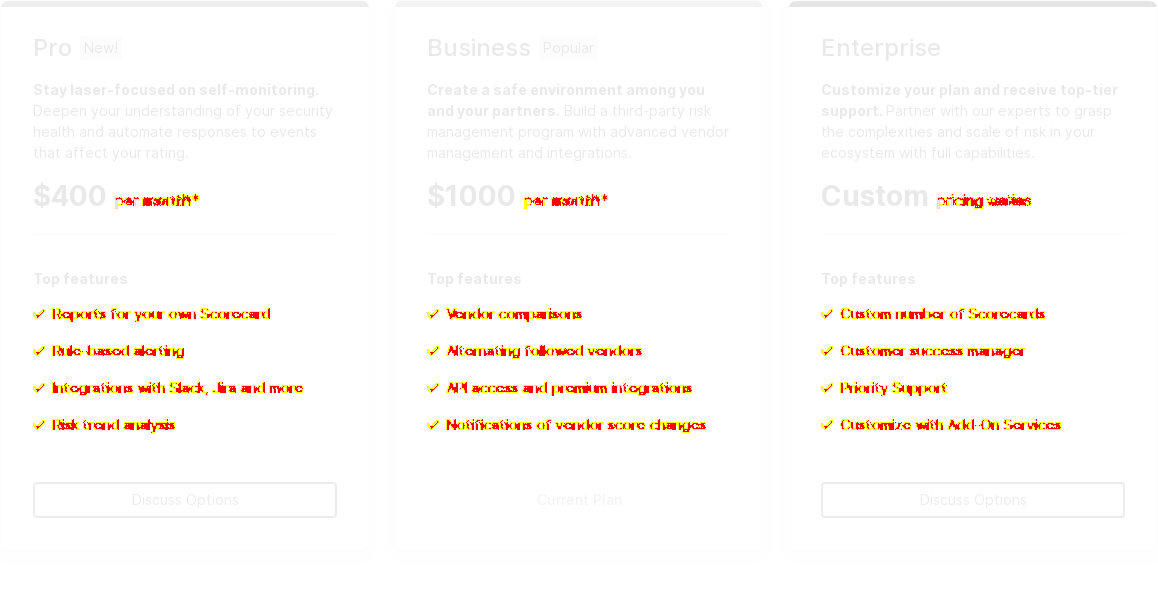 Pro New!
Stay laser-focused on self-monitoring.
Deepen your understanding of your security
health and automate responses to events
that affect your rating.
$400 per month*
Top features
✓ Reports for your own Scorecard
✓ Rule-based alerting
✓ Integrations with Slack, Jira and more
✓ Risk trend analysis
Discuss Options
Business Popular
Create a safe environment among you
and your partners. Build a third-party risk
management program with advanced vendor
management and integrations.
$1000 per month*
Top features
✓ Vendor comparisons
✓ Alternating followed vendors
✓ API access and premium integrations
✓ Notifications of vendor score changes
Current Plan
Enterprise
Customize your plan and receive top-tier
support. Partner with our experts to grasp
the complexities and scale of risk in your
ecosystem with full capabilities.
Custom pricing varies
Top features
✓ Custom number of Scorecards
✓ Customer success manager
✓ Priority Support
✓ Customize with Add-On Services
Discuss Options